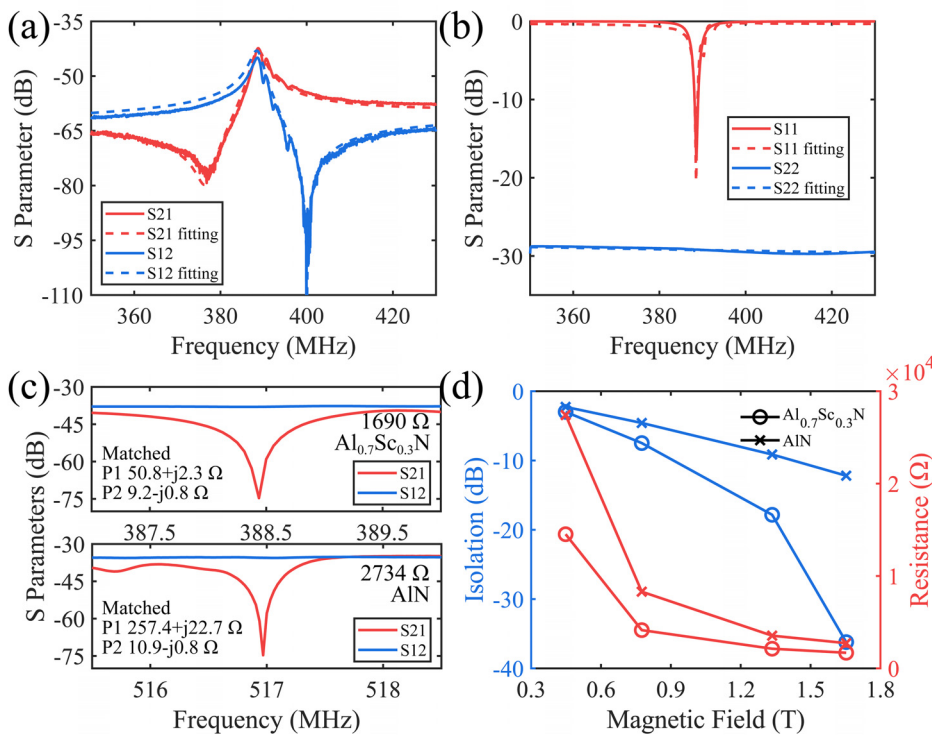 (a)
-35
-50
-65
-80
-95
-110
S Parameter (dB)
S21
S21 fitting
S12
S12 fitting
360 380 400 420
Frequency (MHz)
(b)
0
-10
-20
-30
S Parameter (dB)
S11
S11 fitting
S22
S22 fitting
360 380 400 420
Frequency (MHz)
(c)
S Parameters (dB)
-30
-45
-60
-75
1690 Ω
Al0.7Sc0.3N
Matched
P1 50.8+j2.3 Ω
P2 9.2-j0.8 Ω
S21
S12
387.5 388.5 389.5
-30
-45
-60
-75
2734 Ω
AlN
Matched
P1 257.4+j22.7 Ω
P2 10.9-j0.8 Ω
S21
S12
516 517 518
Frequency (MHz)
(d)
0
-10
-20
-30
-40
Isolation (dB)
Al0.7Sc0.3N
AlN
×10^4
3
2
1
0
Resistance (Ω)
0.3 0.6 0.9 1.2 1.5 1.8
Magnetic Field (T)